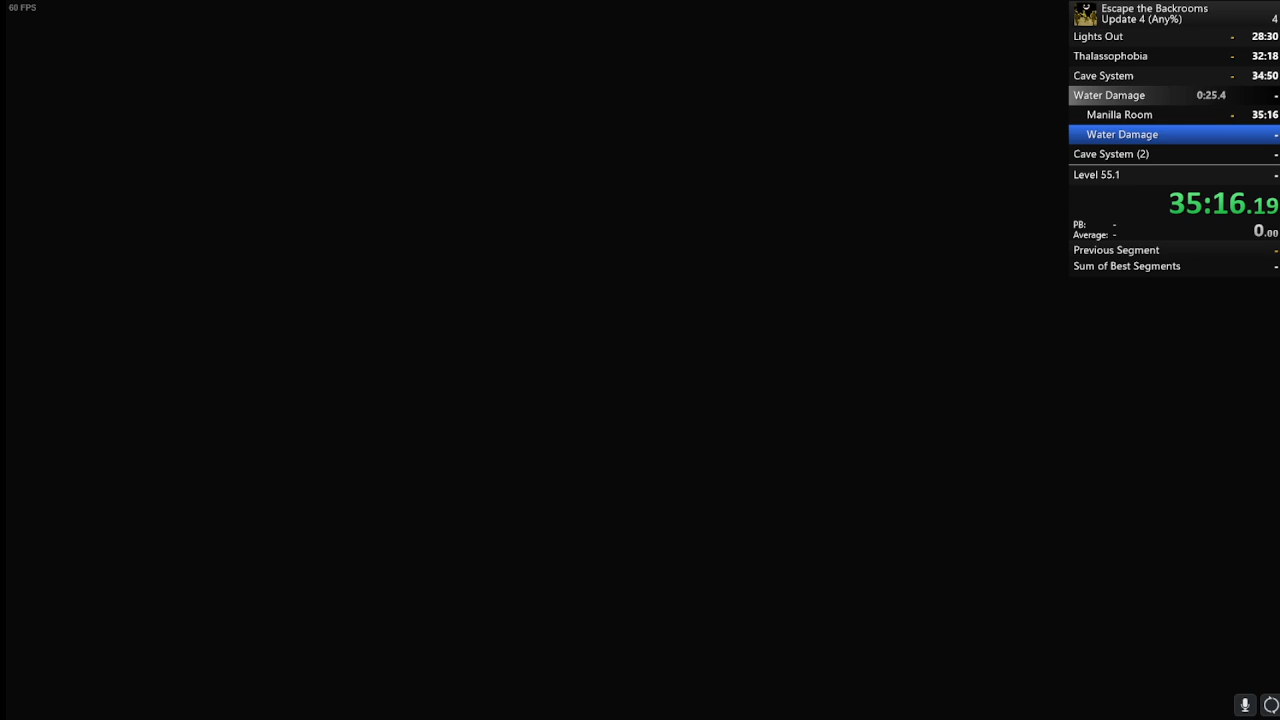 60 FPS
Escape the Backrooms
Update 4 (Any%) 4
Lights Out - 28:30
Thalassophobia - 32:18
Cave System - 34:50
Water Damage 0:25.4 -
Manilla Room - 35:16
Water Damage -
Cave System (2) -
Level 55.1 -
35:16.19
PB: -
Average: - 0.00
Previous Segment -
Sum of Best Segments -